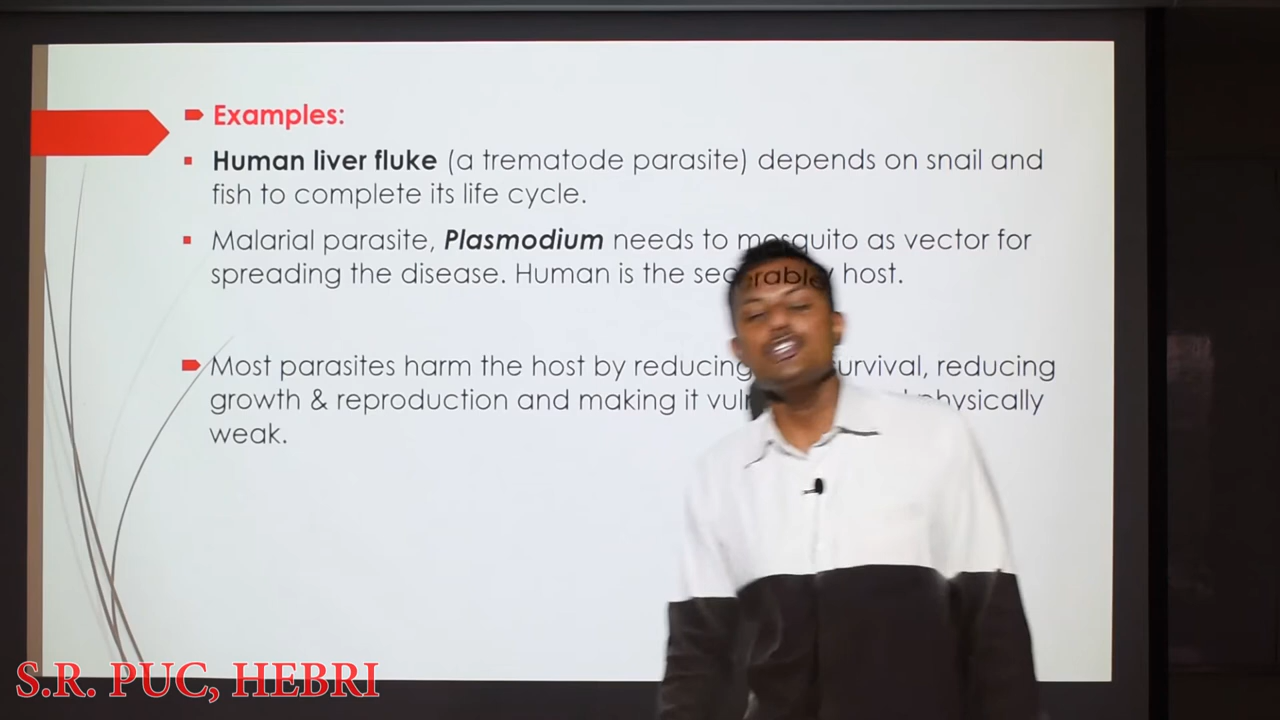 Examples:
Human liver fluke (a trematode parasite) depends on snail and
fish to complete its life cycle.
Malarial parasite, Plasmodium needs to mosquito as vector for
spreading the disease. Human is the host.
Most parasites harm the host by reducing survival, reducing
growth & reproduction and making it physically
weak.
S.R. PUC, HEBRI